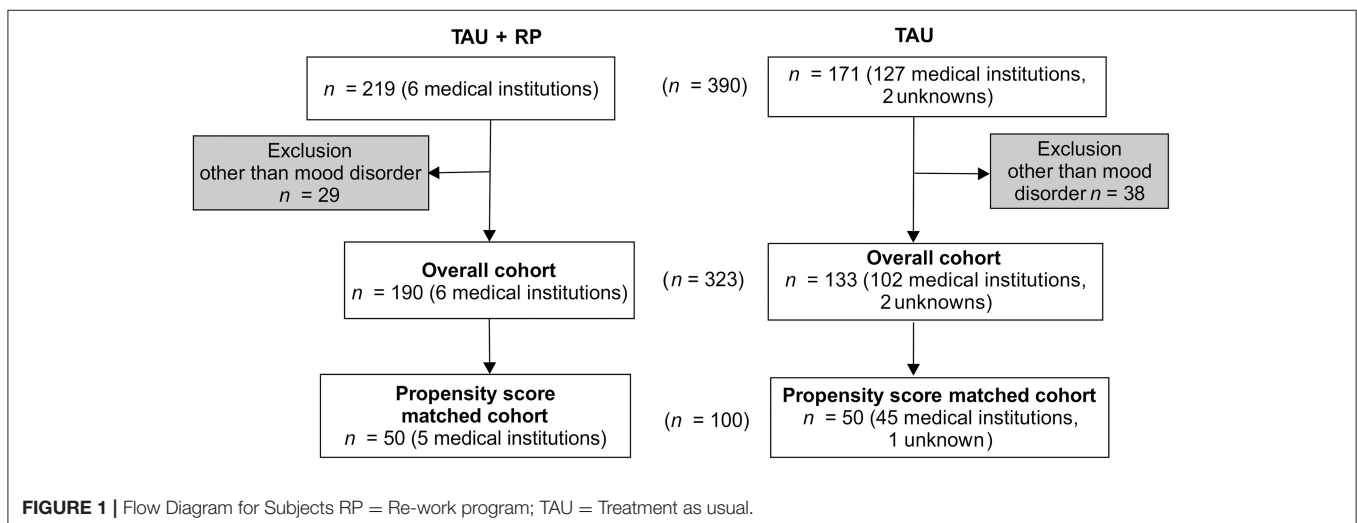 TAU + RP
TAU
n = 219 (6 medical institutions)
(n = 390)
n = 171 (127 medical institutions,
2 unknowns)
Exclusion
other than mood disorder
n = 29
Exclusion
other than mood
disorder n = 38
Overall cohort
n = 190 (6 medical institutions)
(n = 323)
Overall cohort
n = 133 (102 medical institutions,
2 unknowns)
Propensity score
matched cohort
n = 50 (5 medical institutions)
(n = 100)
Propensity score matched cohort
n = 50 (45 medical institutions,
1 unknown)
FIGURE 1 | Flow Diagram for Subjects RP = Re-work program; TAU = Treatment as usual.